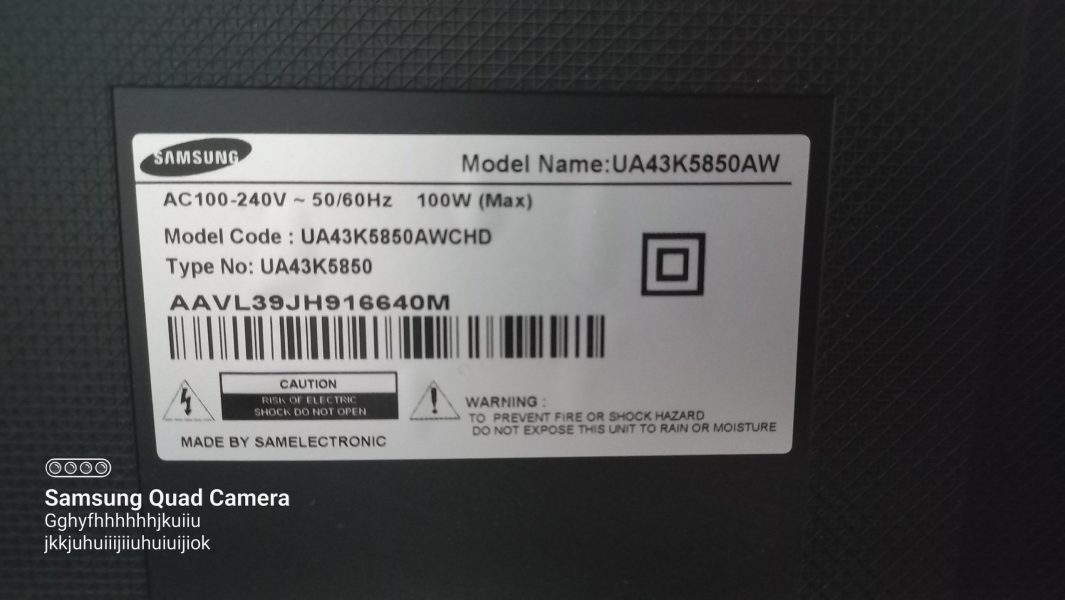 SAMSUNG
Model Name:UA43K5850AW
AC100-240V ~ 50/60Hz 100W (Max)
Model Code : UA43K5850AWCHD
Type No: UA43K5850
AAVL39JH916640M
CAUTION
RISK OF ELECTRIC
SHOCK DO NOT OPEN
WARNING :
TO PREVENT FIRE OR SHOCK HAZARD
DO NOT EXPOSE THIS UNIT TO RAIN OR MOISTURE
MADE BY SAMELECTRONIC
Samsung Quad Camera
Gghyfhhhhhhjkuiiu
jkkjuhuiiijiiuhuiuijiok